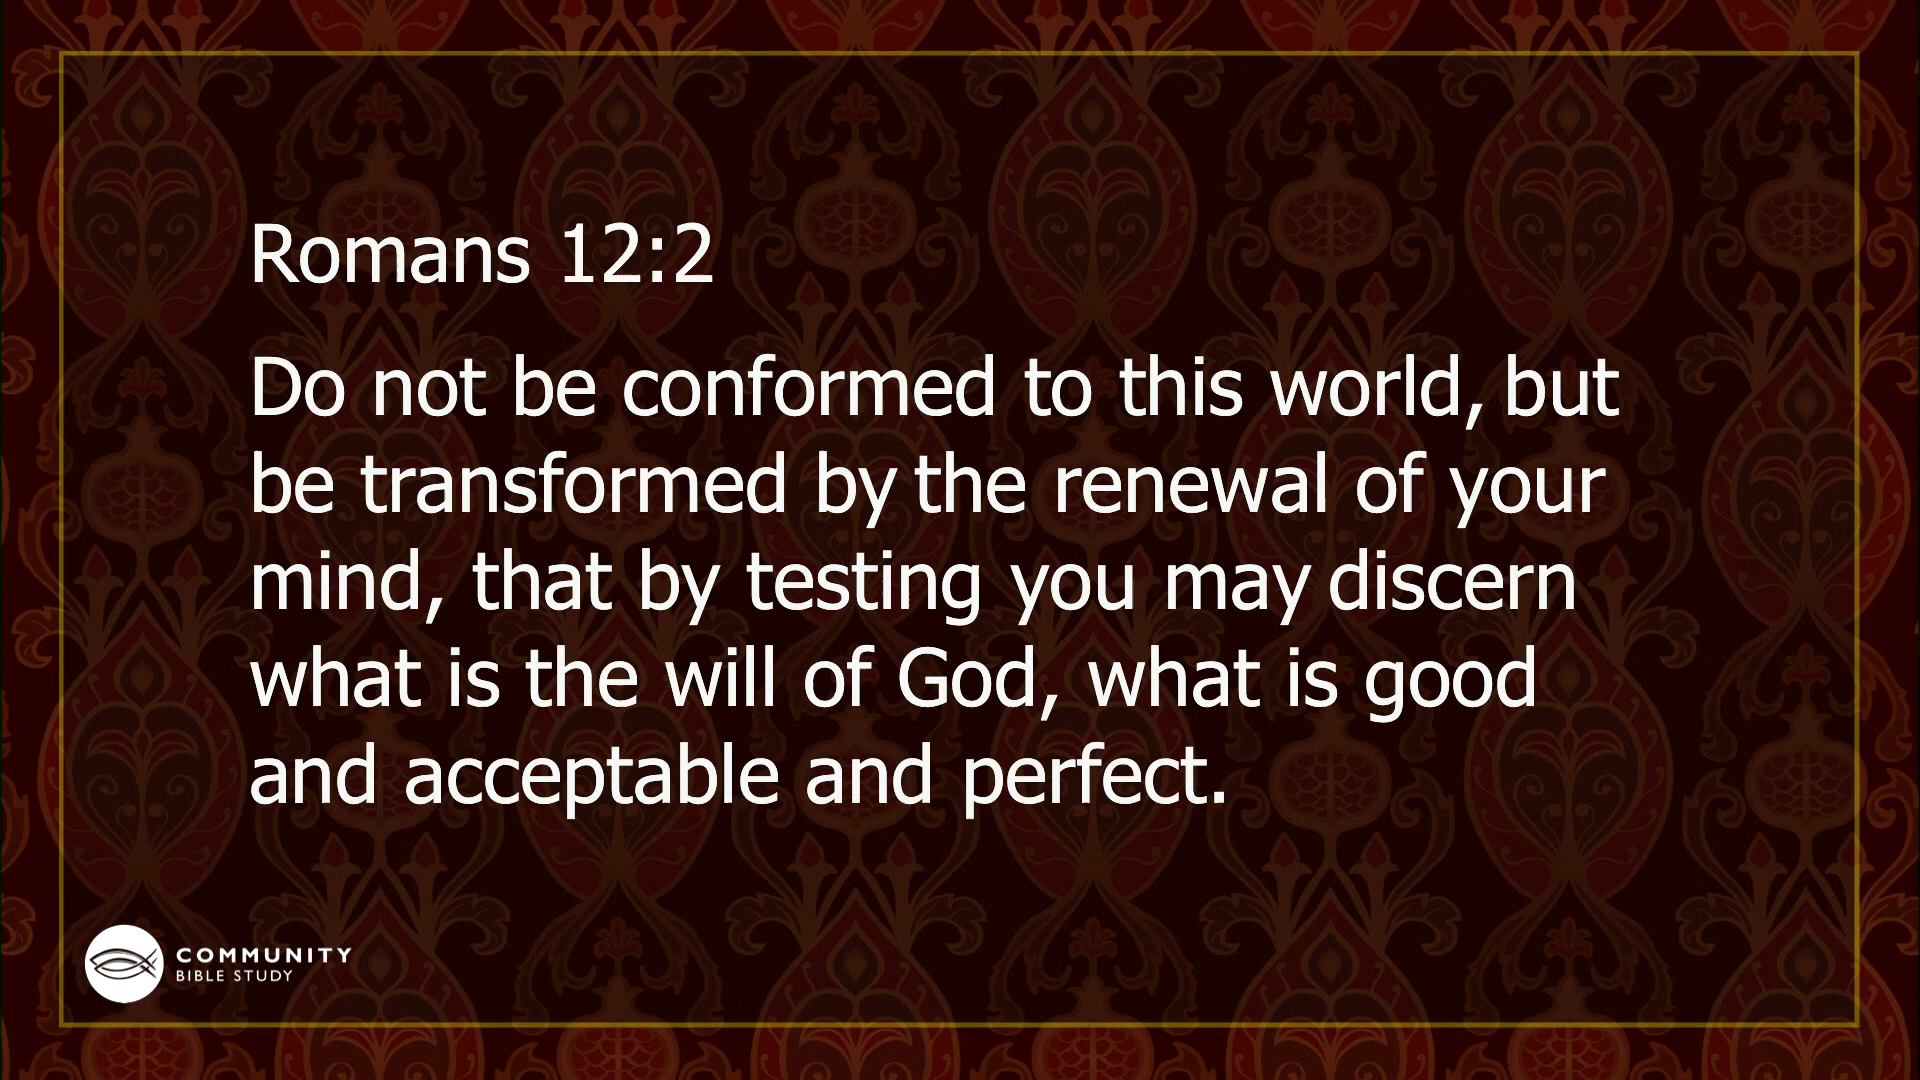 Romans 12:2
Do not be conformed to this world, but
be transformed by the renewal of your
mind, that by testing you may discern
what is the will of God, what is good
and acceptable and perfect.
COMMUNITY
BIBLE STUDY